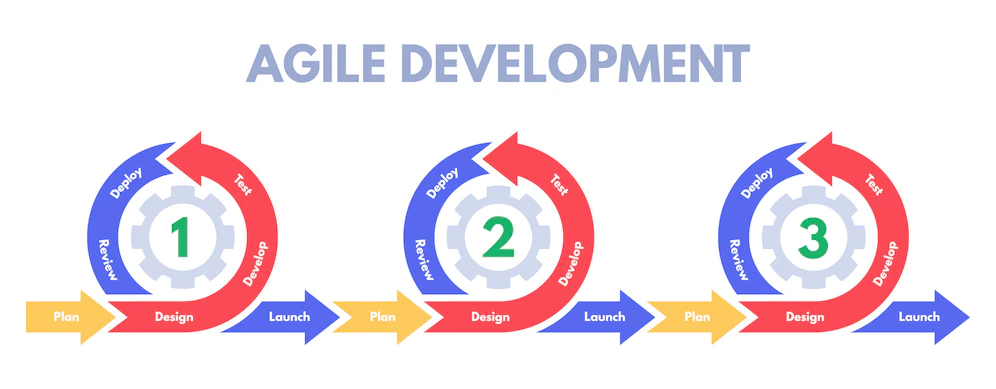 AGILE DEVELOPMENT
Plan
Design
Develop
Test
Deploy
Review
1
Launch
Plan
Design
Develop
Test
Deploy
Review
2
Launch
Plan
Design
Develop
Test
Deploy
Review
3
Launch